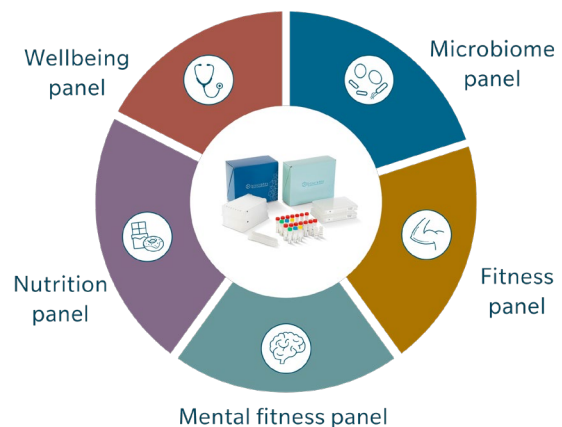 Wellbeing
panel
Microbiome
panel
Nutrition
panel
Fitness
panel
Mental fitness panel